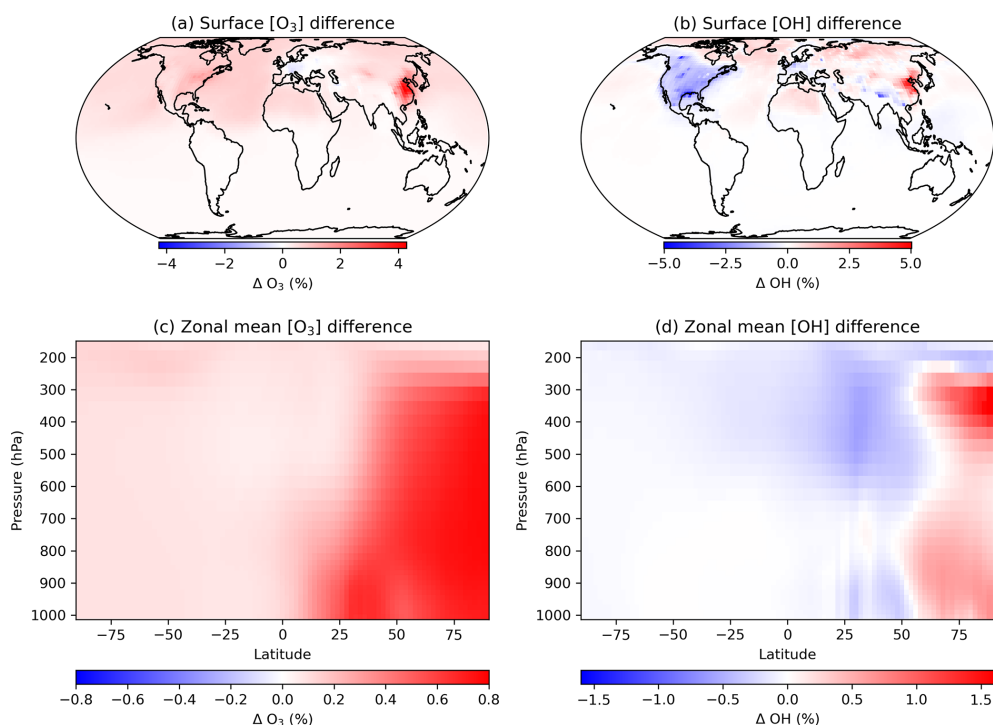 (a) Surface [O₃] difference
(b) Surface [OH] difference
−4 −2 0 2 4
Δ O₃ (%)
−5.0 −2.5 0.0 2.5 5.0
Δ OH (%)
(c) Zonal mean [O₃] difference
(d) Zonal mean [OH] difference
200
300
400
500
600
700
800
900
1000
Pressure (hPa)
−75 −50 −25 0 25 50 75
Latitude
200
300
400
500
600
700
800
900
1000
Pressure (hPa)
−75 −50 −25 0 25 50 75
Latitude
−0.8 −0.6 −0.4 −0.2 0.0 0.2 0.4 0.6 0.8
Δ O₃ (%)
−1.5 −1.0 −0.5 0.0 0.5 1.0 1.5
Δ OH (%)